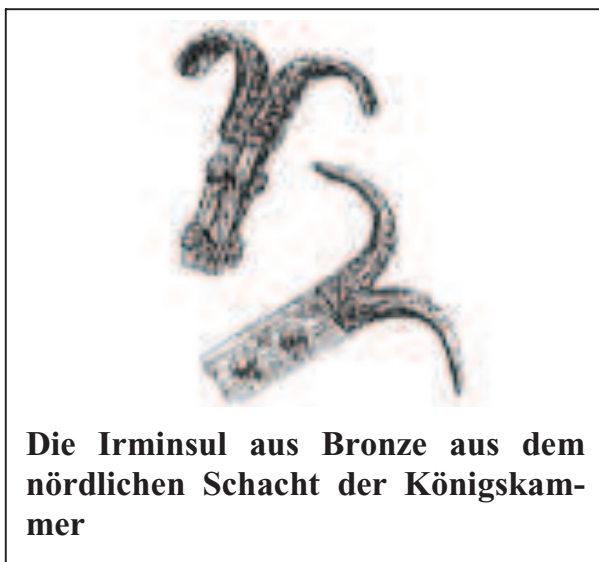 Die Irminsul aus Bronze aus dem
nördlichen Schacht der Königskam-
mer